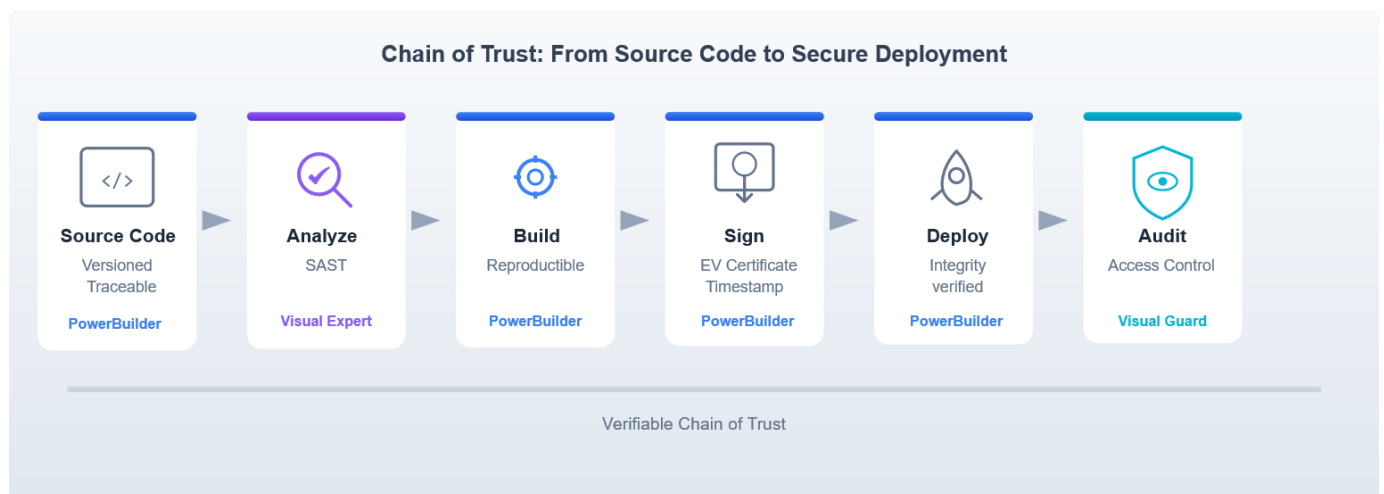 Chain of Trust: From Source Code to Secure Deployment
</>
Source Code
Versioned
Traceable
PowerBuilder
Analyze
SAST
Visual Expert
Build
Reproductible
PowerBuilder
Sign
EV Certificate
Timestamp
PowerBuilder
Deploy
Integrity
verified
PowerBuilder
Audit
Access Control
Visual Guard
Verifiable Chain of Trust